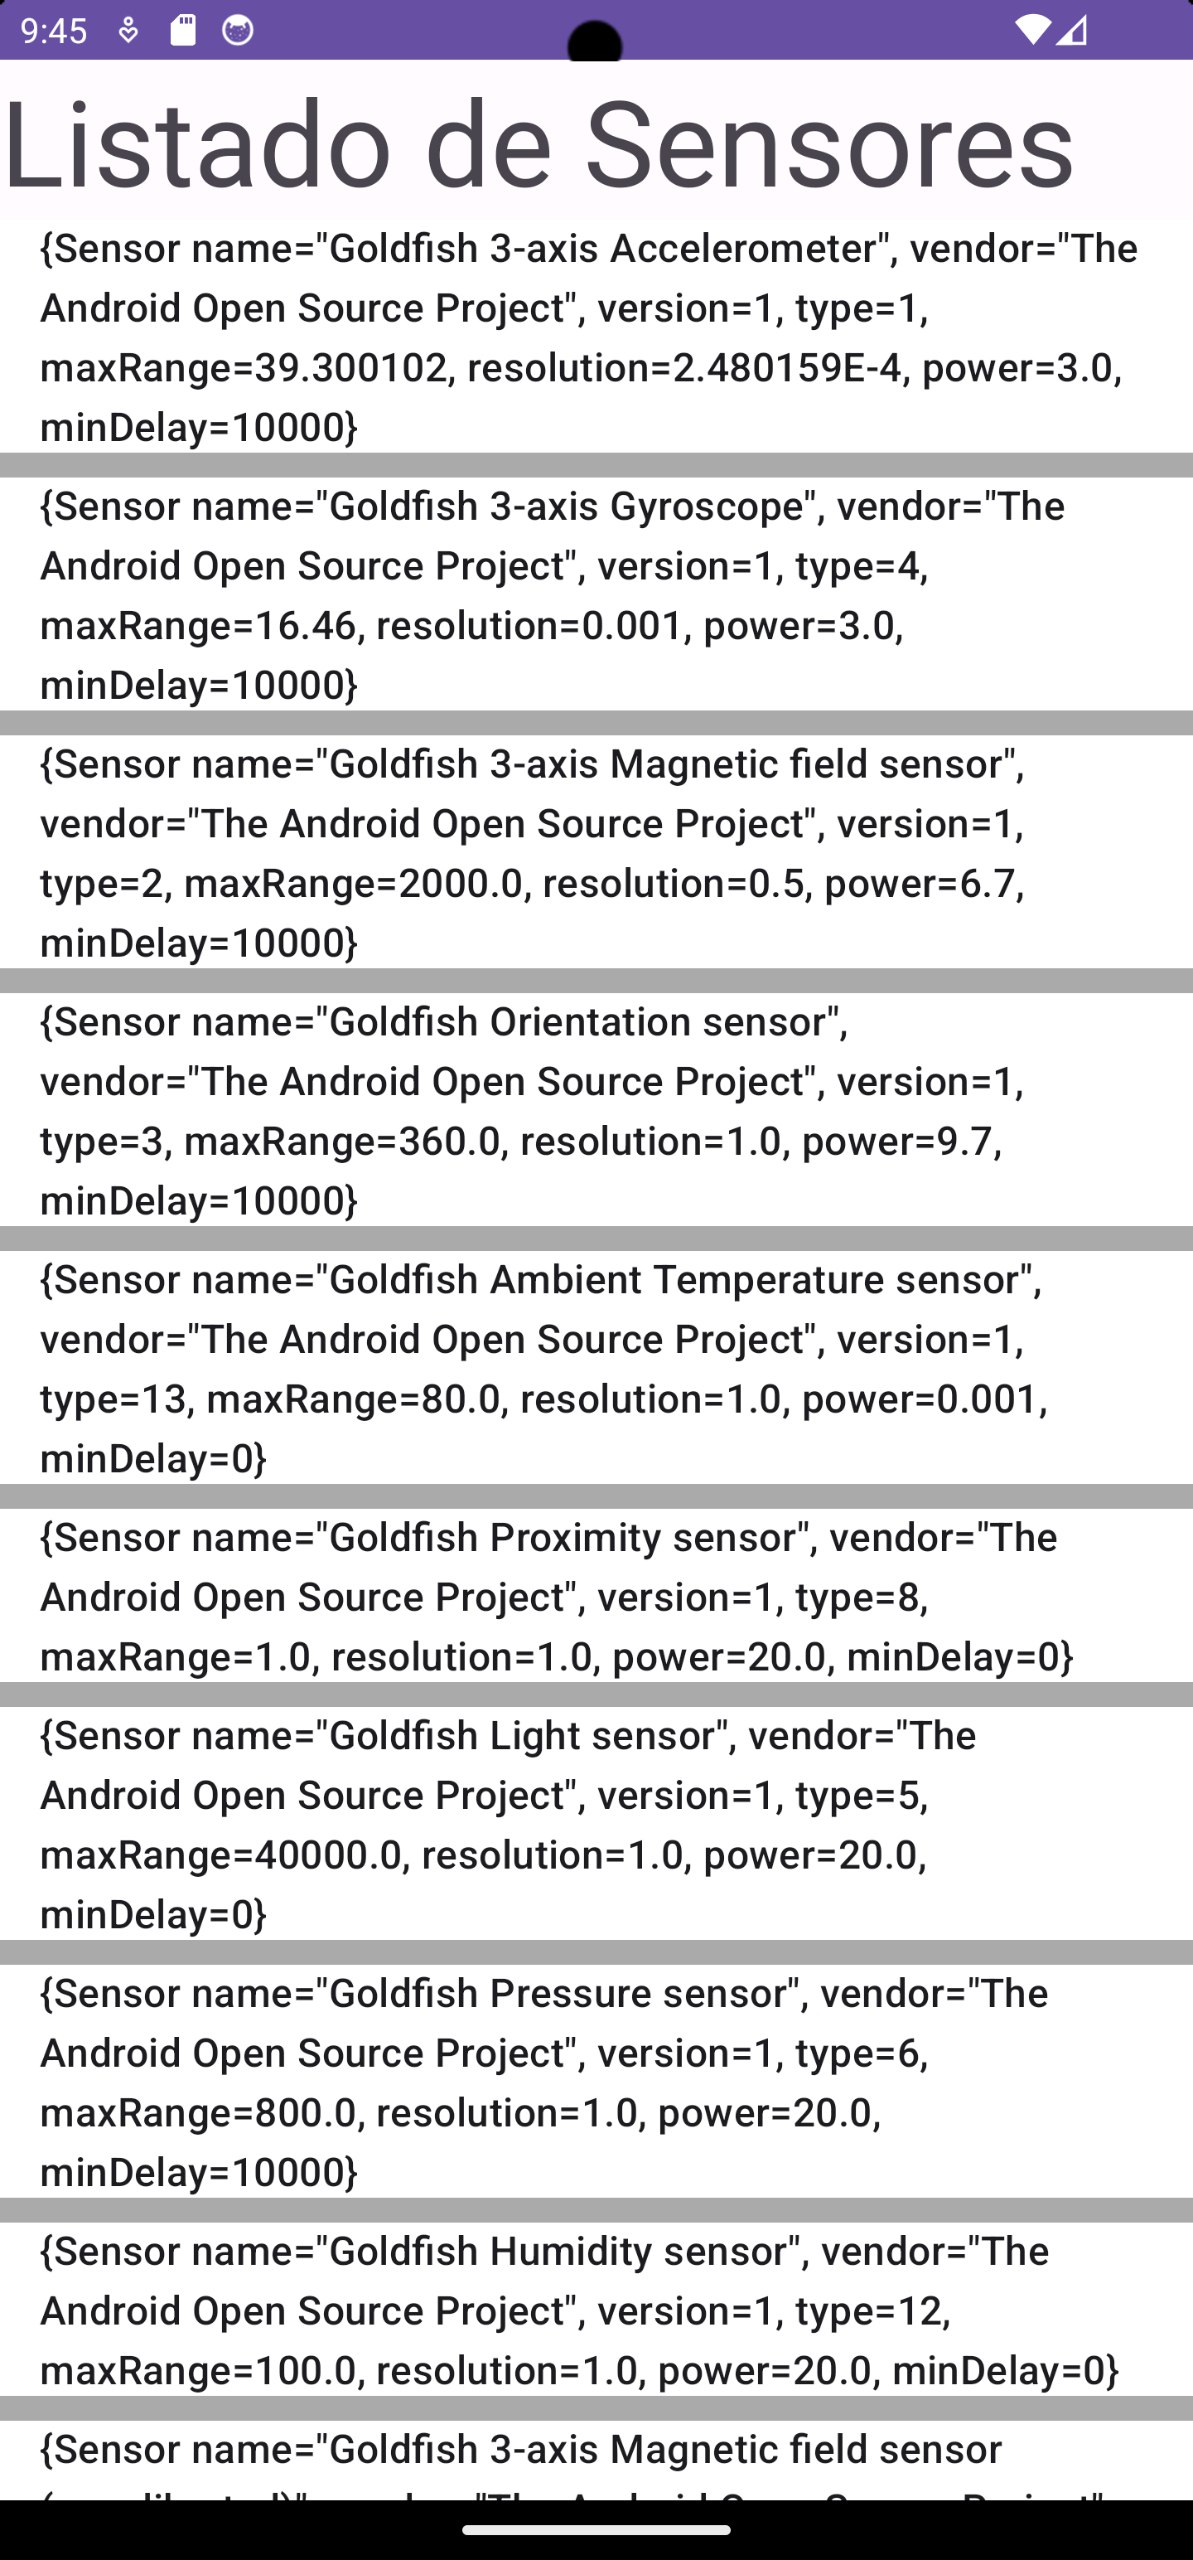 9:45
Listado de Sensores
{Sensor name="Goldfish 3-axis Accelerometer", vendor="The
Android Open Source Project", version=1, type=1,
maxRange=39.300102, resolution=2.480159E-4, power=3.0,
minDelay=10000}
{Sensor name="Goldfish 3-axis Gyroscope", vendor="The
Android Open Source Project", version=1, type=4,
maxRange=16.46, resolution=0.001, power=3.0,
minDelay=10000}
{Sensor name="Goldfish 3-axis Magnetic field sensor",
vendor="The Android Open Source Project", version=1,
type=2, maxRange=2000.0, resolution=0.5, power=6.7,
minDelay=10000}
{Sensor name="Goldfish Orientation sensor",
vendor="The Android Open Source Project", version=1,
type=3, maxRange=360.0, resolution=1.0, power=9.7,
minDelay=10000}
{Sensor name="Goldfish Ambient Temperature sensor",
vendor="The Android Open Source Project", version=1,
type=13, maxRange=80.0, resolution=1.0, power=0.001,
minDelay=0}
{Sensor name="Goldfish Proximity sensor", vendor="The
Android Open Source Project", version=1, type=8,
maxRange=1.0, resolution=1.0, power=20.0, minDelay=0}
{Sensor name="Goldfish Light sensor", vendor="The
Android Open Source Project", version=1, type=5,
maxRange=40000.0, resolution=1.0, power=20.0,
minDelay=0}
{Sensor name="Goldfish Pressure sensor", vendor="The
Android Open Source Project", version=1, type=6,
maxRange=800.0, resolution=1.0, power=20.0,
minDelay=10000}
{Sensor name="Goldfish Humidity sensor", vendor="The
Android Open Source Project", version=1, type=12,
maxRange=100.0, resolution=1.0, power=20.0, minDelay=0}
{Sensor name="Goldfish 3-axis Magnetic field sensor